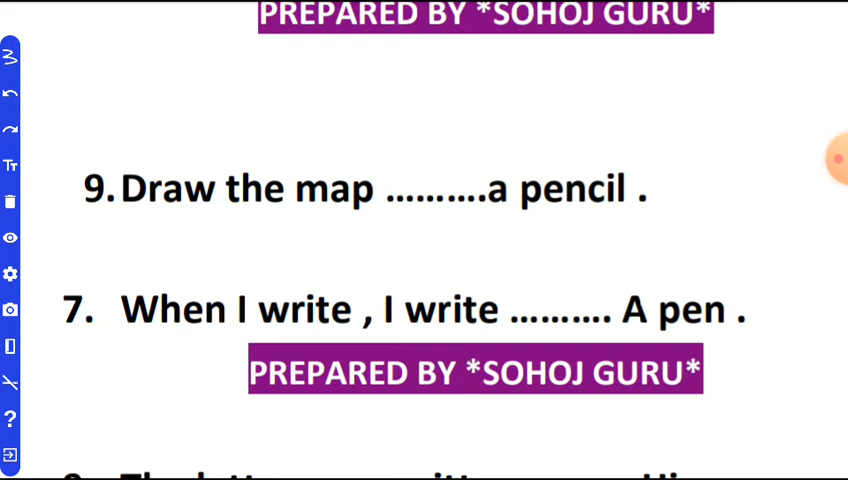 PREPARED BY *SOHOJ GURU*
9. Draw the map ..........a pencil .
7. When I write , I write .......... A pen .
PREPARED BY *SOHOJ GURU*